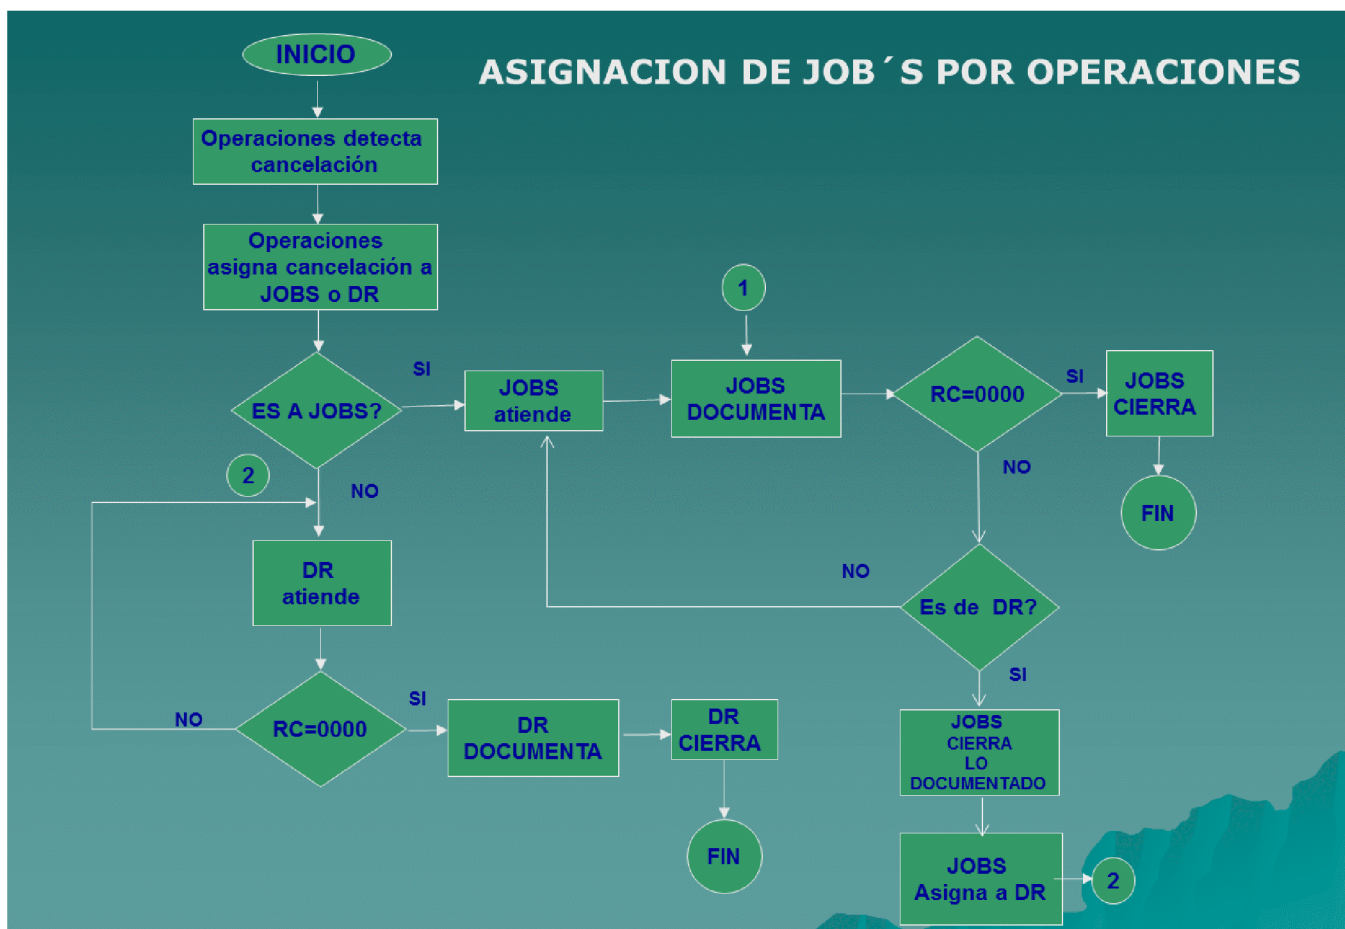 INICIO
ASIGNACION DE JOB´S POR OPERACIONES
Operaciones detecta
cancelación
Operaciones
asigna cancelación a
JOBS o DR
1
ES A JOBS?
SI
JOBS
atiende
JOBS
DOCUMENTA
RC=0000
SI
JOBS
CIERRA
2
NO
NO
FIN
DR
atiende
NO
Es de DR?
SI
NO
RC=0000
SI
DR
DOCUMENTA
DR
CIERRA
JOBS
CIERRA
LO
DOCUMENTADO
FIN
JOBS
Asigna a DR
2